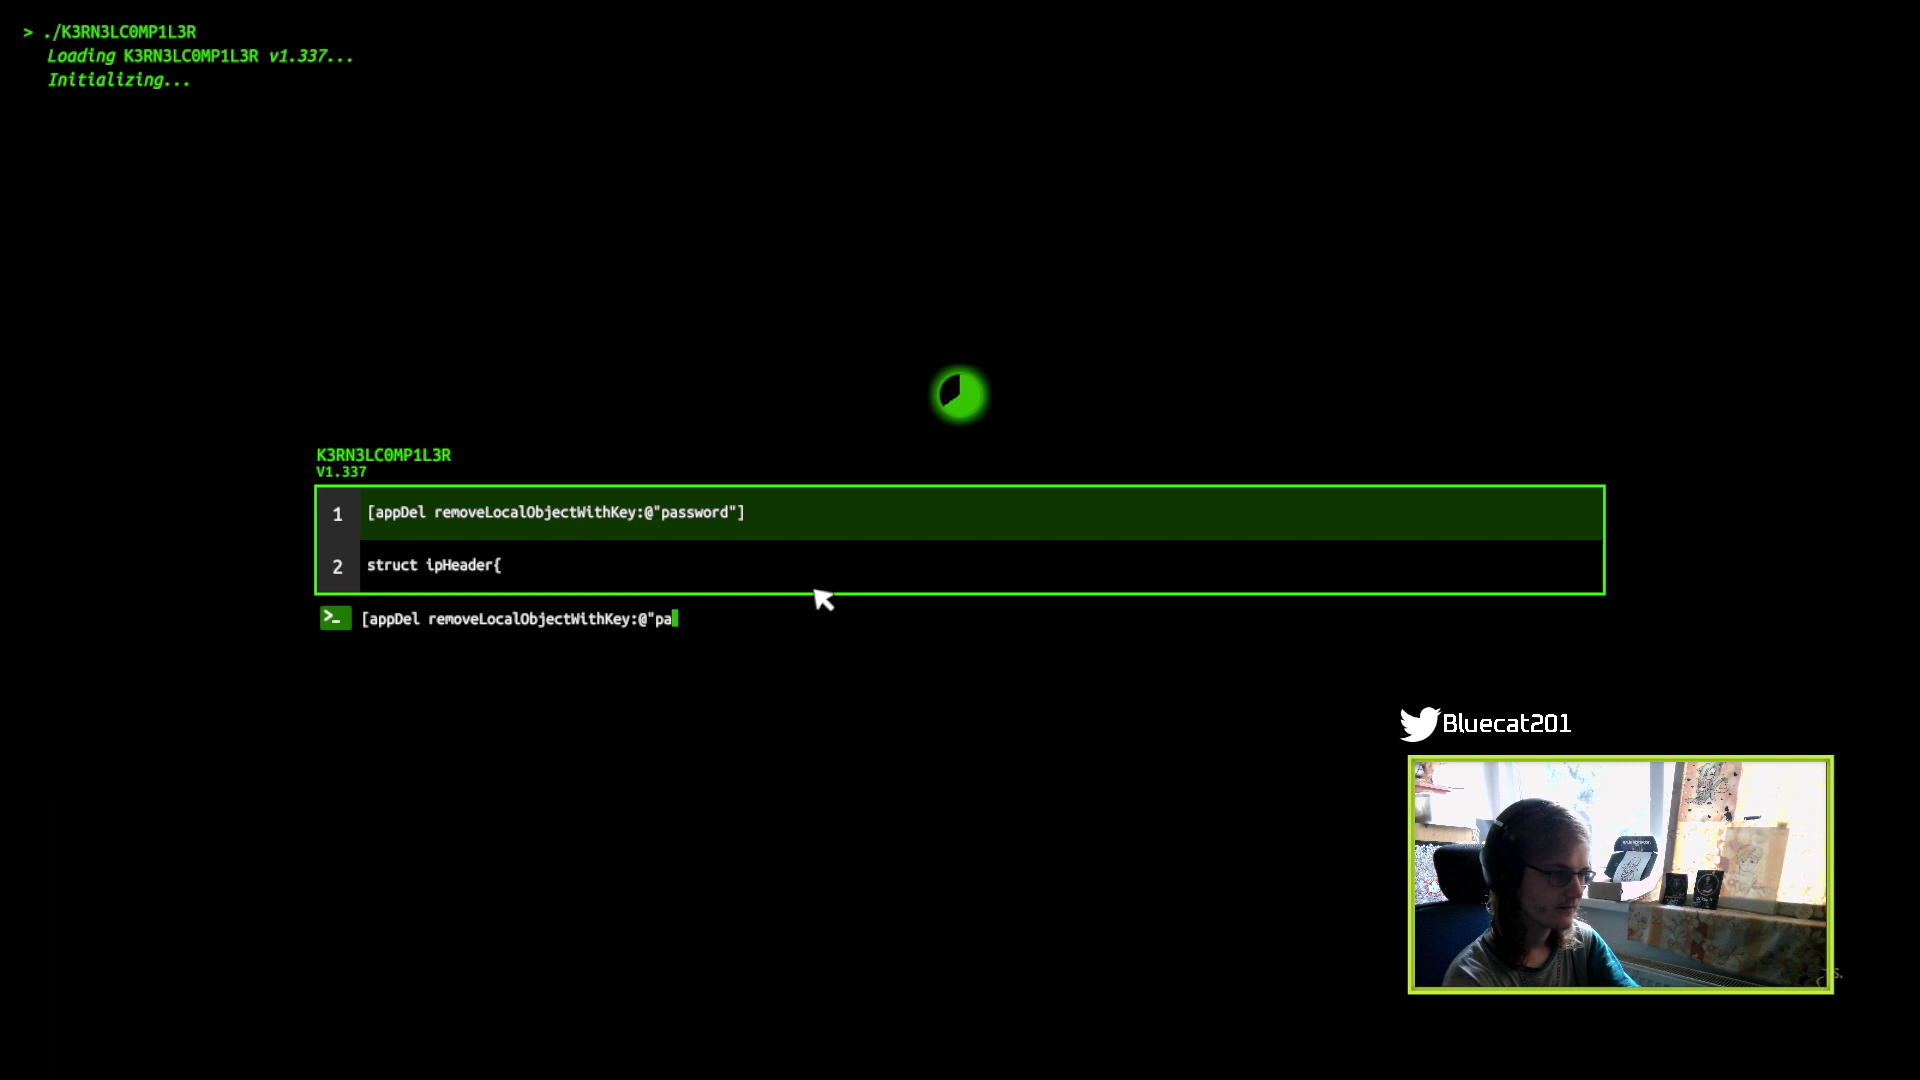 > ./K3RN3LC0MP1L3R
Loading K3RN3LC0MP1L3R v1.337...
Initializing...
K3RN3LC0MP1L3R
V1.337
1 [appDel removeLocalObjectWithKey:@"password"]
2 struct ipHeader{
>_ [appDel removeLocalObjectWithKey:@"pa
Bluecat201